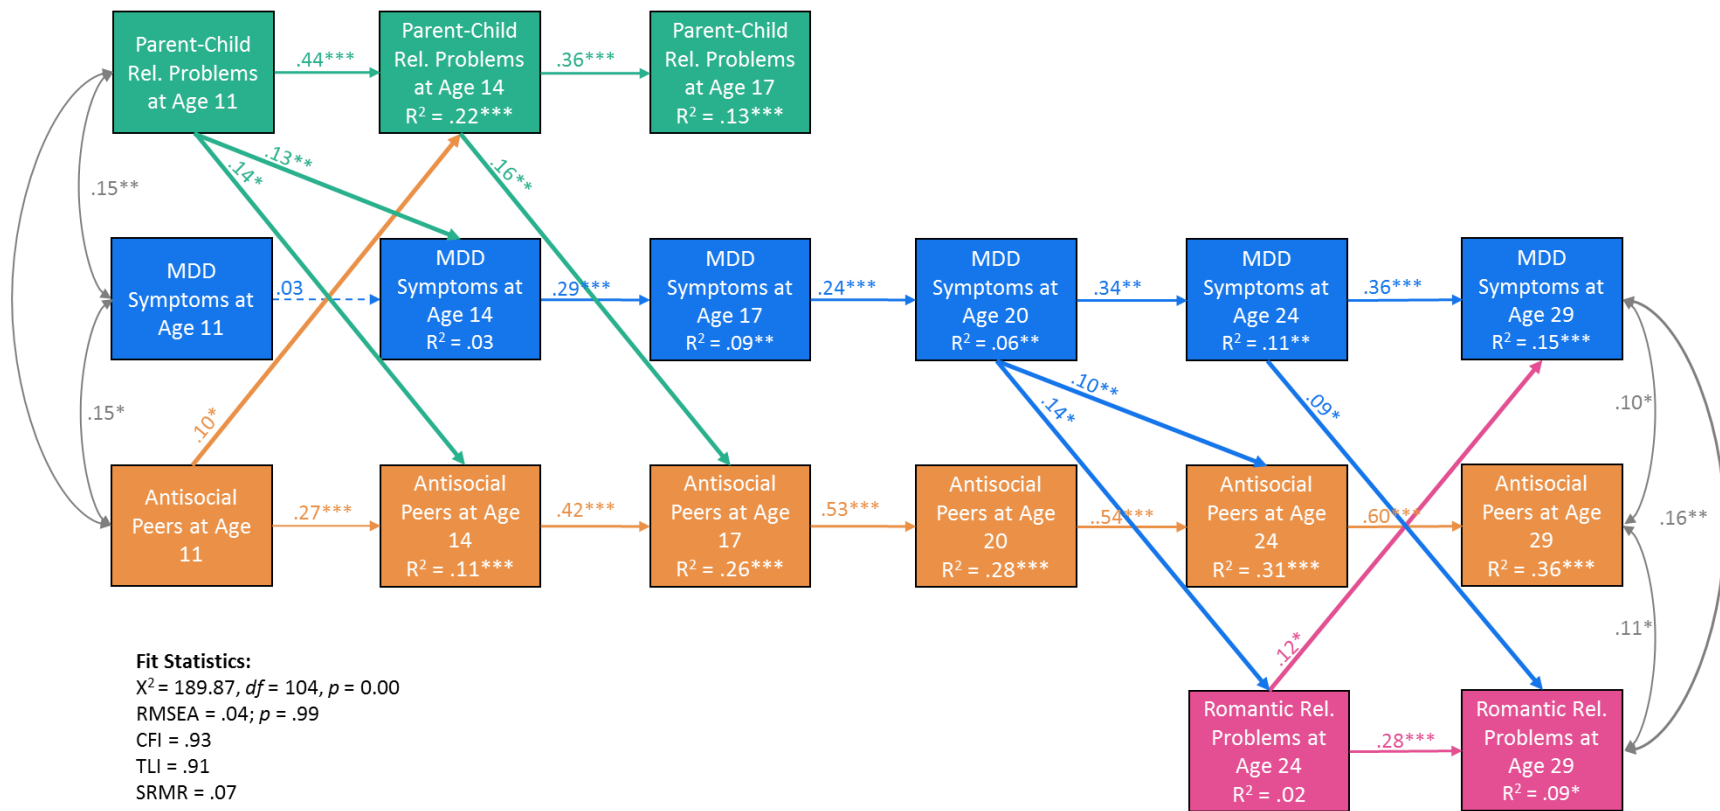 Parent-Child
Rel. Problems
at Age 11
.44***
Parent-Child
Rel. Problems
at Age 14
R² = .22***
.36***
Parent-Child
Rel. Problems
at Age 17
R² = .13***
.13**
.14*
.16**
.15**
MDD
Symptoms at
Age 11
.03
MDD
Symptoms at
Age 14
R² = .03
.29***
MDD
Symptoms at
Age 17
R² = .09**
.24***
MDD
Symptoms at
Age 20
R² = .06**
.34**
MDD
Symptoms at
Age 24
R² = .11**
.36***
MDD
Symptoms at
Age 29
R² = .15***
.15*
.10*
.14*
.10**
.09*
.10*
Antisocial
Peers at Age
11
.27***
Antisocial
Peers at Age
14
R² = .11***
.42***
Antisocial
Peers at Age
17
R² = .26***
.53***
Antisocial
Peers at Age
20
R² = .28***
..54***
Antisocial
Peers at Age
24
R² = .31***
.60***
Antisocial
Peers at Age
29
R² = .36***
.16**
.11*
.12*
Romantic Rel.
Problems at
Age 24
R² = .02
.28***
Romantic Rel.
Problems at
Age 29
R² = .09*
Fit Statistics:
X² = 189.87, df = 104, p = 0.00
RMSEA = .04; p = .99
CFI = .93
TLI = .91
SRMR = .07